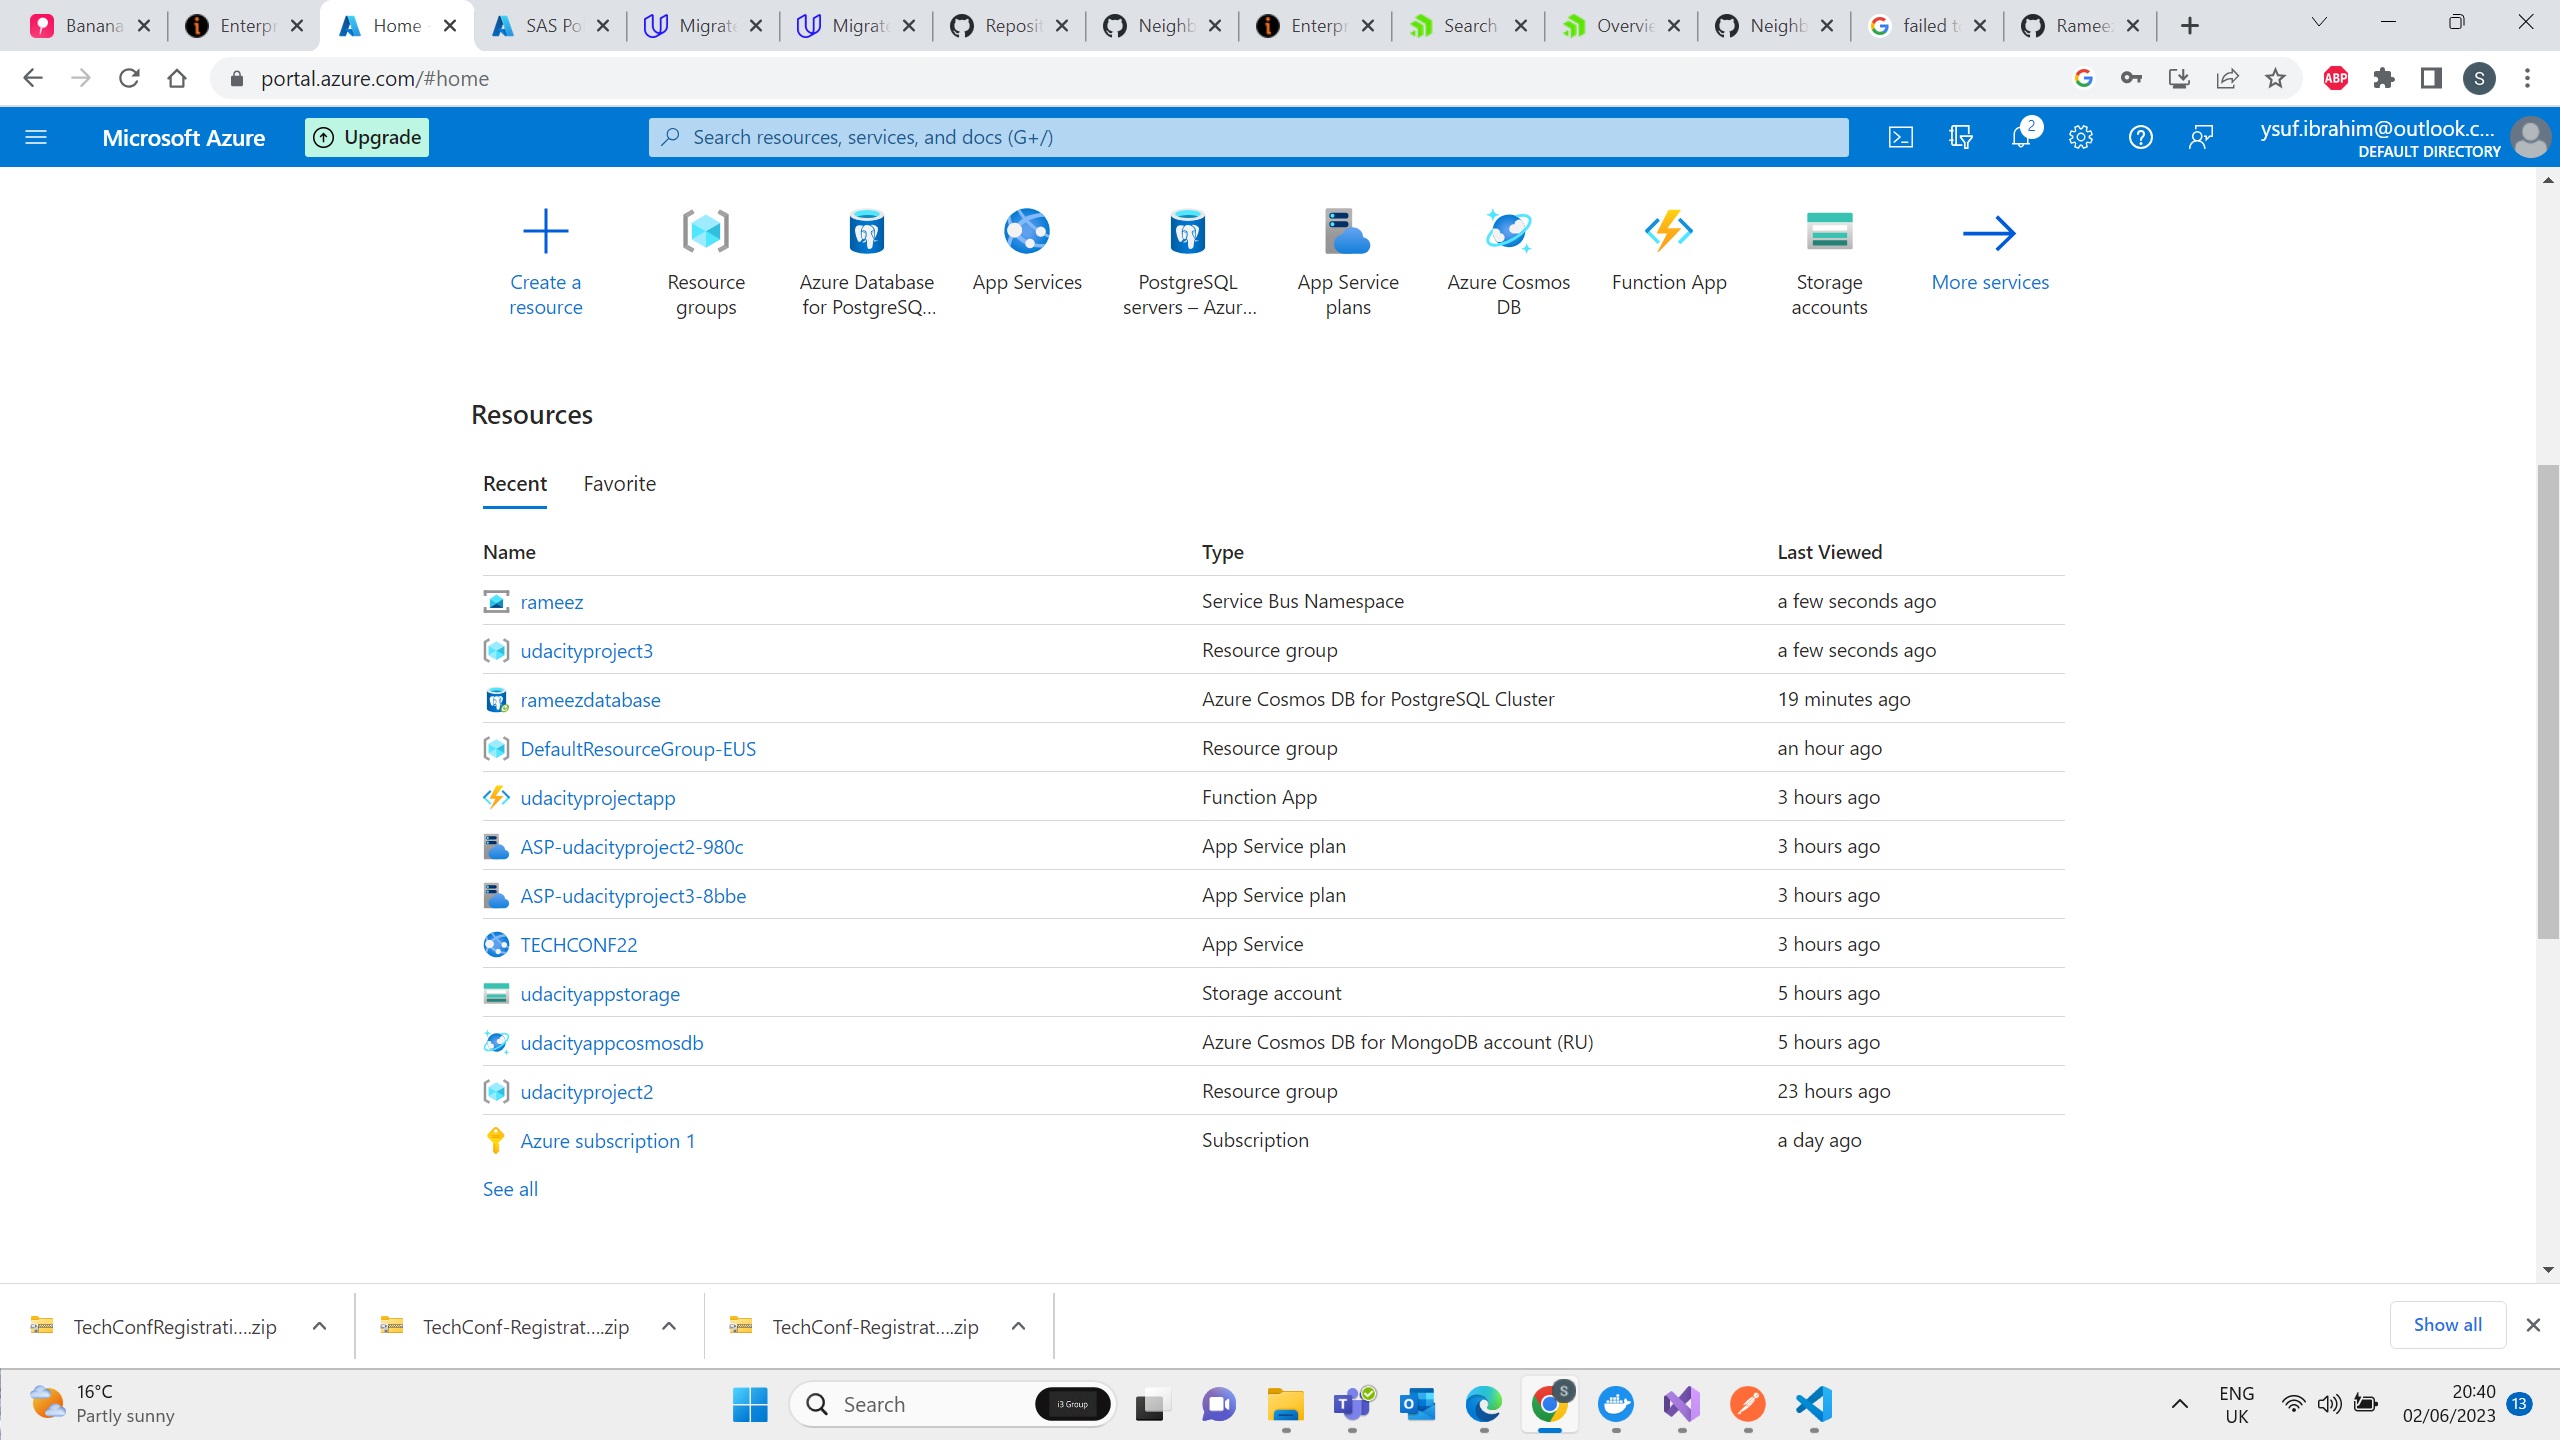 Banana
Enterpr
Home
SAS Po
Migrate
Migrate
Reposit
Neighb
Enterpr
Search
Overvie
Neighb
failed to
Ramee
portal.azure.com/#home
ABP
S
Microsoft Azure
Upgrade
Search resources, services, and docs (G+/)
2
ysuf.ibrahim@outlook.c...
DEFAULT DIRECTORY
Create a
resource
Resource
groups
Azure Database
for PostgreSQ...
App Services
PostgreSQL
servers – Azur...
App Service
plans
Azure Cosmos
DB
Function App
Storage
accounts
More services
Resources
Recent
Favorite
Name Type Last Viewed
rameez Service Bus Namespace a few seconds ago
udacityproject3 Resource group a few seconds ago
rameezdatabase Azure Cosmos DB for PostgreSQL Cluster 19 minutes ago
DefaultResourceGroup-EUS Resource group an hour ago
udacityprojectapp Function App 3 hours ago
ASP-udacityproject2-980c App Service plan 3 hours ago
ASP-udacityproject3-8bbe App Service plan 3 hours ago
TECHCONF22 App Service 3 hours ago
udacityappstorage Storage account 5 hours ago
udacityappcosmosdb Azure Cosmos DB for MongoDB account (RU) 5 hours ago
udacityproject2 Resource group 23 hours ago
Azure subscription 1 Subscription a day ago
See all
TechConfRegistrati....zip
TechConf-Registrat....zip
TechConf-Registrat....zip
Show all
16°C
Partly sunny
Search
i3 Group
S
ENG
UK
20:40
02/06/2023
13